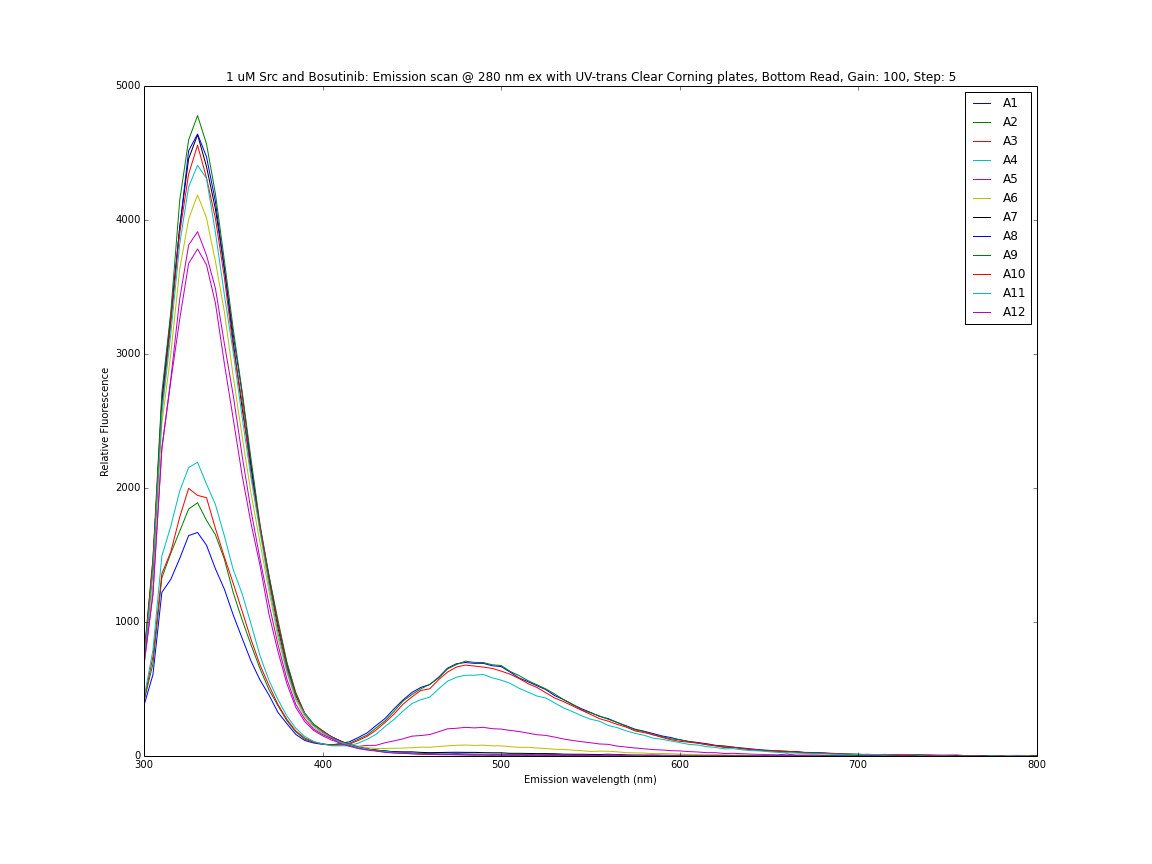 1 uM Src and Bosutinib: Emission scan @ 280 nm ex with UV-trans Clear Corning plates, Bottom Read, Gain: 100, Step: 5
5000
4000
3000
2000
1000
0
Relative Fluorescence
A1
A2
A3
A4
A5
A6
A7
A8
A9
A10
A11
A12
300
400
500
600
700
800
Emission wavelength (nm)